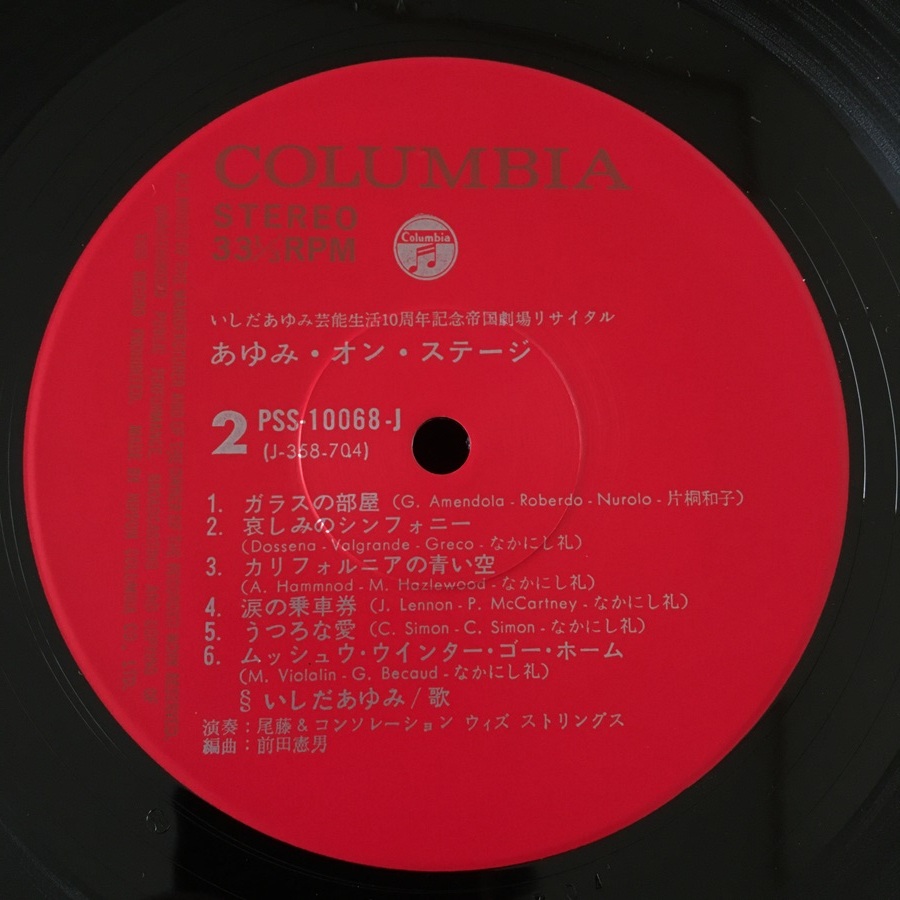 COLUMBIA
STEREO
33⅓RPM
Columbia
いしだあゆみ芸能生活10周年記念帝国劇場リサイタル
あゆみ・オン・ステージ
2 PSS-10068-J
(J-358-704)
1. ガラスの部屋 (G. Amendola - Roberdo - Nurolo - 片桐和子)
2. 哀しみのシンフォニー
(Dossena - Valgrande - Greco - なかにし礼)
3. カリフォルニアの青い空
(A. Hammnod - M. Hazlewood - なかにし礼)
4. 涙の乗車券 (J. Lennon - P. McCartney - なかにし礼)
5. うつろな愛 (C. Simon - C. Simon - なかにし礼)
6. ムッシュウ・ウインター・ゴー・ホーム
(M. Violalin - G. Becaud - なかにし礼)
§ いしだあゆみ / 歌
演奏 : 尾藤 & コンソレーション ウィズ ストリングス
編曲 : 前田憲男